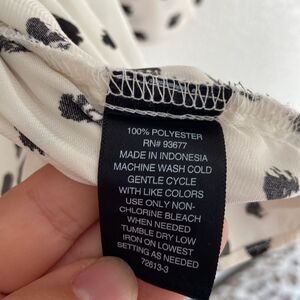 100% POLYESTER
RN# 93677
MADE IN INDONESIA
MACHINE WASH COLD
GENTLE CYCLE
WITH LIKE COLORS
USE ONLY NON-
CHLORINE BLEACH
WHEN NEEDED
TUMBLE DRY LOW
IRON ON LOWEST
SETTING AS NEEDED
72613-3